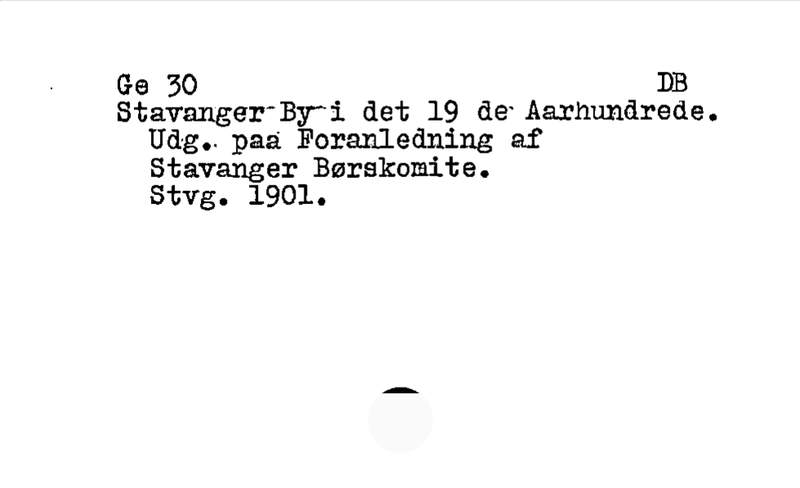 Ge 30 DB
Stavanger By i det 19 de Aarhundrede.
Udg. paa Foranledning af
Stavanger Børskomite.
Stvg. 1901.